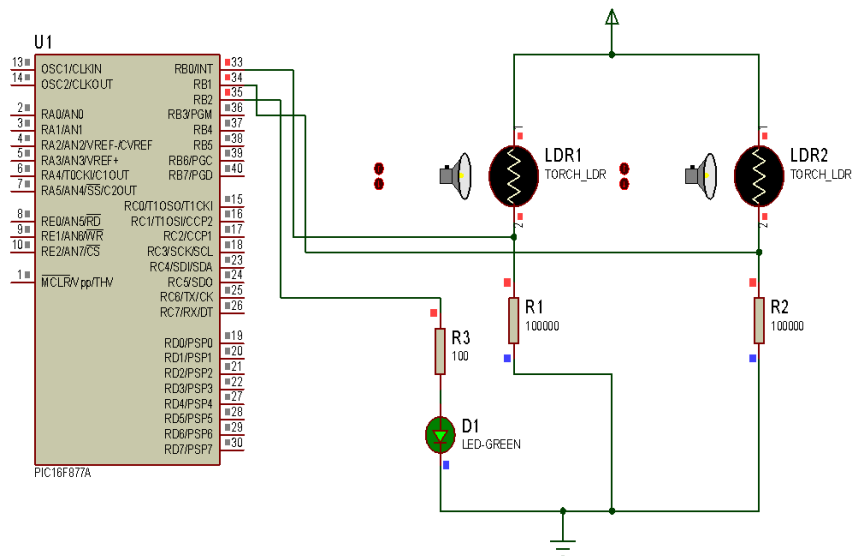 U1
13 OSC1/CLKIN RB0/INT 33
14 OSC2/CLKOUT RB1 34
RB2 35
2 RA0/AN0 RB3/PGM 36
3 RA1/AN1 RB4 37
4 RA2/AN2/VREF-/CVREF RB5 38
5 RA3/AN3/VREF+ RB6/PGC 39
6 RA4/T0CKI/C1OUT RB7/PGD 40
7 RA5/AN4/SS/C2OUT
RC0/T1OSO/T1CKI 15
8 RE0/AN5/RD RC1/T1OSI/CCP2 16
9 RE1/AN6/WR RC2/CCP1 17
10 RE2/AN7/CS RC3/SCK/SCL 18
RC4/SDI/SDA 23
1 MCLR/Vpp/THV RC5/SDO 24
RC6/TX/CK 25
RC7/RX/DT 26
RD0/PSP0 19
RD1/PSP1 20
RD2/PSP2 21
RD3/PSP3 22
RD4/PSP4 27
RD5/PSP5 28
RD6/PSP6 29
RD7/PSP7 30
PIC16F877A
1
LDR1
TORCH_LDR
2
1
LDR2
TORCH_LDR
2
R1
100000
R2
100000
R3
100
D1
LED-GREEN